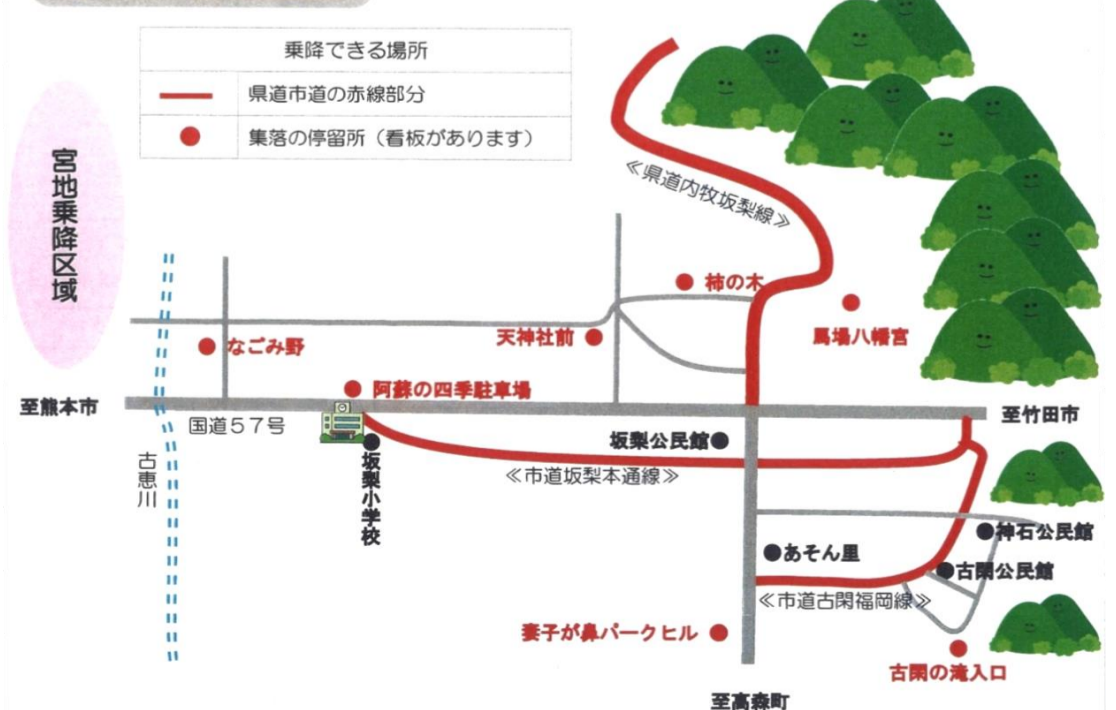 乗降できる場所
県道市道の赤線部分
集落の停留所（看板があります）
宮地乗降区域
≪県道内牧坂梨線≫
柿の木
馬場八幡宮
天神社前
なごみ野
阿蘇の四季駐車場
至熊本市
国道５７号
至竹田市
坂梨公民館
古恵川
坂梨小学校
≪市道坂梨本通線≫
神石公民館
あそん里
古閑公民館
≪市道古閑福岡線≫
妻子が鼻パークヒル
古閑の滝入口
至高森町